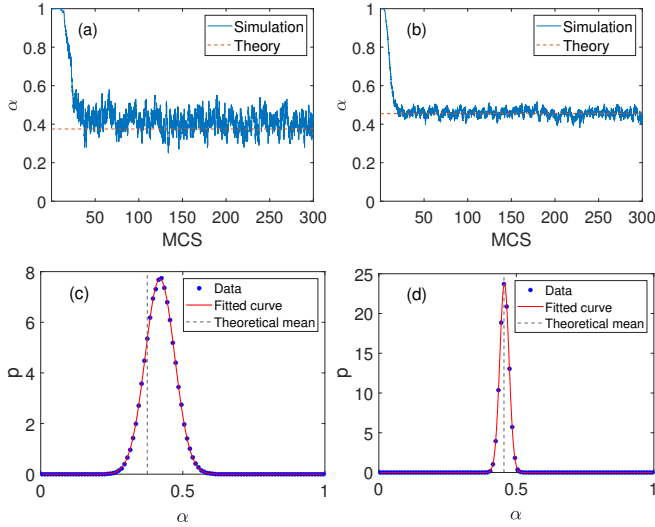 (a)
Simulation
Theory
1
0.8
0.6
0.4
0.2
0
α
50 100 150 200 250 300
MCS
(b)
Simulation
Theory
1
0.8
0.6
0.4
0.2
0
α
50 100 150 200 250 300
MCS
(c)
Data
Fitted curve
Theoretical mean
8
6
4
2
0
p
0 0.5 1
α
(d)
Data
Fitted curve
Theoretical mean
25
20
15
10
5
0
p
0 0.5 1
α